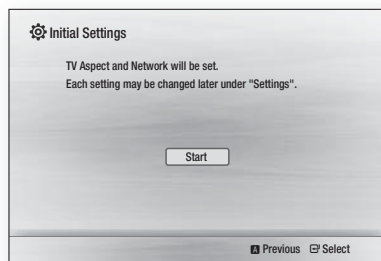 Initial Settings
TV Aspect and Network will be set.
Each setting may be changed later under "Settings".
Start
A Previous Select